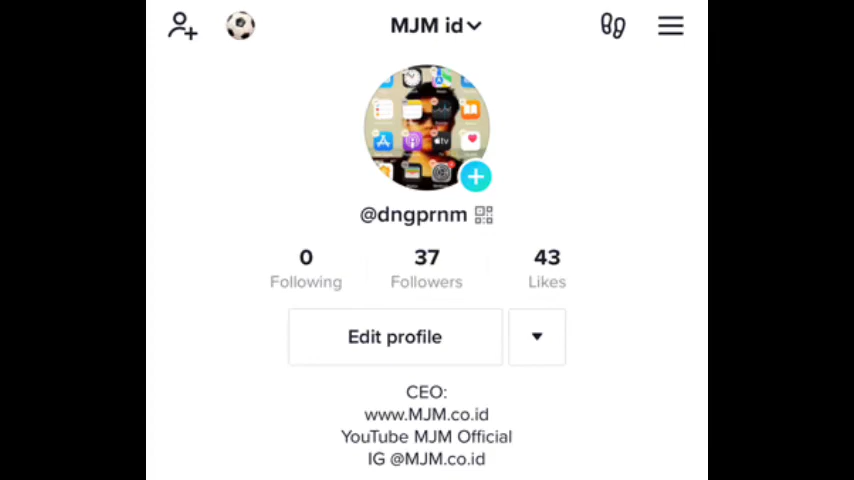 MJM id
@dngprnm
0 37 43
Following Followers Likes
Edit profile
CEO:
www.MJM.co.id
YouTube MJM Official
IG @MJM.co.id